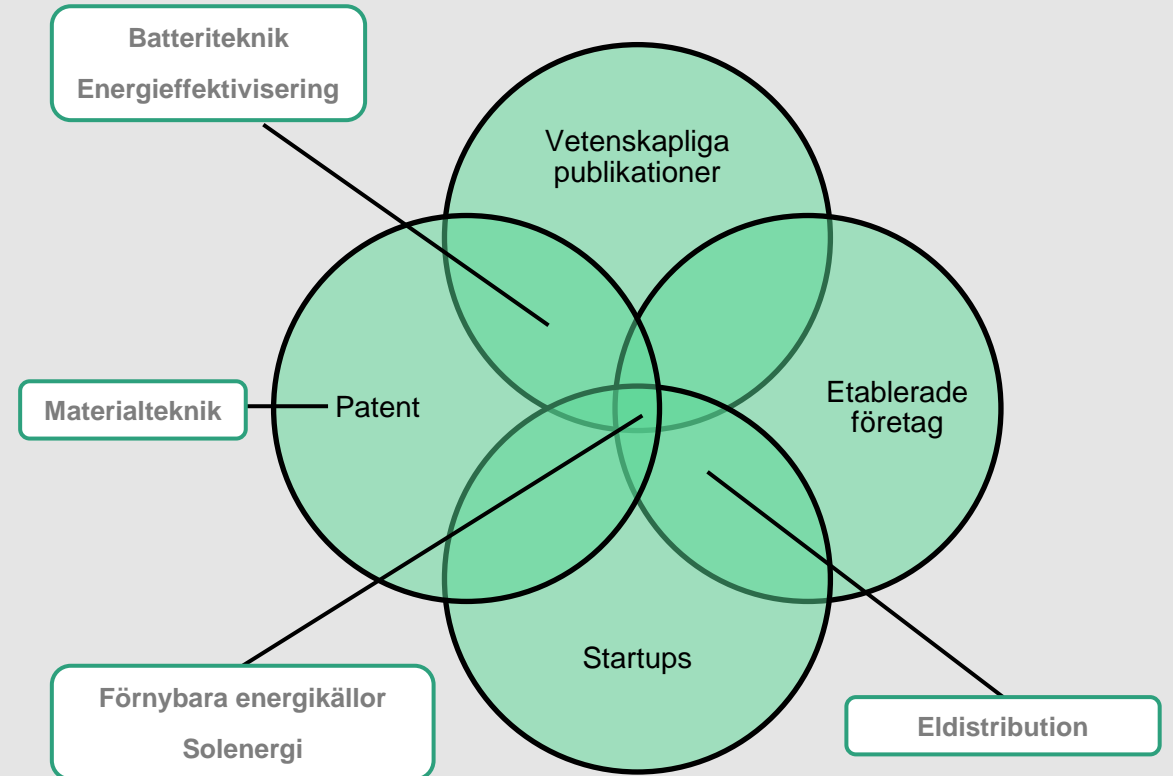 Batteriteknik
Energieffektivisering
Vetenskapliga
publikationer
Materialteknik
Patent
Etablerade
företag
Startups
Förnybara energikällor
Solenergi
Eldistribution